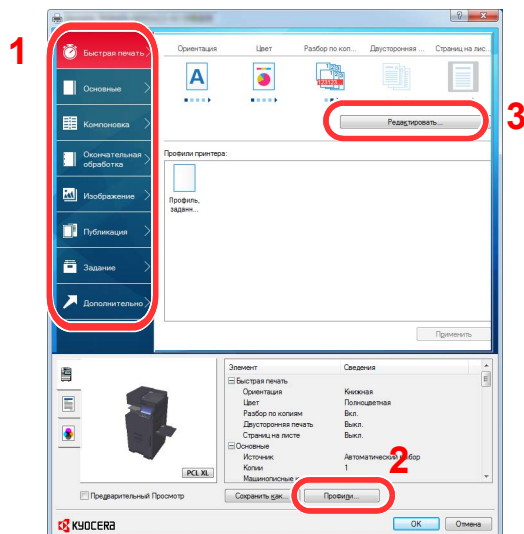 1
Быстрая печать
Основные
Компоновка
Окончательная
обработка
Изображение
Публикация
Задание
Дополнительно
Ориентация Цвет Разбор по коп... Двусторонняя ... Страниц на лис...
A
123123...
Редактировать...
3
Профили принтера:
Профиль,
заданн...
Применить
Элемент Сведения
Быстрая печать
Ориентация Книжная
Цвет Полноцветная
Разбор по копиям Вкл.
Двусторонняя печать Выкл.
Страниц на листе Выкл.
Основные
Источник Автоматический выбор
Копии 1
2
PCL XL
Предварительный Просмотр
Сохранить как... Профили...
KYOCERA
OK Отмена